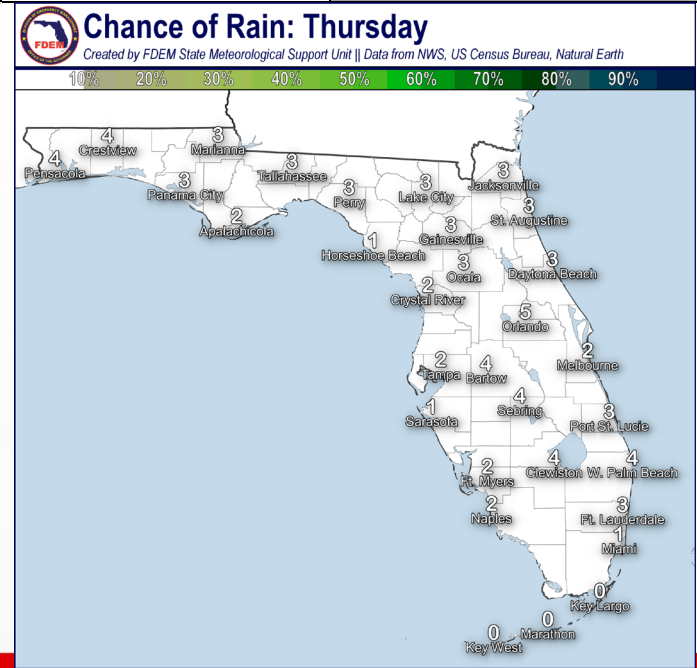 Chance of Rain: Thursday
FDEM
Created by FDEM State Meteorological Support Unit || Data from NWS, US Census Bureau, Natural Earth
10% 20% 30% 40% 50% 60% 70% 80% 90%
4
Crestview
3
Marianna
4
Pensacola
3
Tallahassee
3
Jacksonville
3
Panama City
3
Perry
3
Lake City
2
Apalachicola
3
St. Augustine
3
Gainesville
1
Horseshoe Beach
3
Ocala
3
Daytona Beach
2
Crystal River
5
Orlando
2
Melbourne
2
Tampa
4
Bartow
4
Sebring
1
Sarasota
3
Port St. Lucie
2
Ft. Myers
4
Clewiston
4
W. Palm Beach
2
Naples
3
Ft. Lauderdale
1
Miami
0
Key Largo
0
Marathon
0
Key West